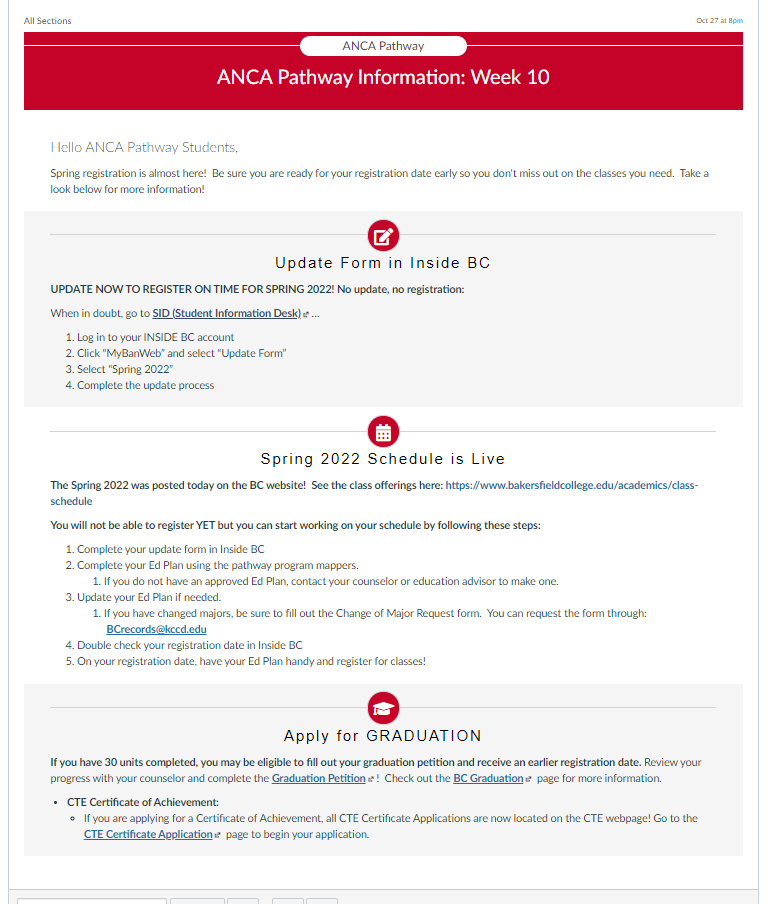 All Sections
Oct 27 at 8pm
ANCA Pathway
ANCA Pathway Information: Week 10
Hello ANCA Pathway Students,
Spring registration is almost here!  Be sure you are ready for your registration date early so you don't miss out on the classes you need.  Take a
look below for more information!
Update Form in Inside BC
UPDATE NOW TO REGISTER ON TIME FOR SPRING 2022! No update, no registration:
When in doubt, go to SID (Student Information Desk) ...
1. Log in to your INSIDE BC account
2. Click “MyBanWeb” and select “Update Form”
3. Select “Spring 2022”
4. Complete the update process
Spring 2022 Schedule is Live
The Spring 2022 was posted today on the BC website!  See the class offerings here: https://www.bakersfieldcollege.edu/academics/class-
schedule
You will not be able to register YET but you can start working on your schedule by following these steps:
1. Complete your update form in Inside BC
2. Complete your Ed Plan using the pathway program mappers.
1. If you do not have an approved Ed Plan, contact your counselor or education advisor to make one.
3. Update your Ed Plan if needed.
1. If you have changed majors, be sure to fill out the Change of Major Request form.  You can request the form through:
BCrecords@kccd.edu
4. Double check your registration date in Inside BC
5. On your registration date, have your Ed Plan handy and register for classes!
Apply for GRADUATION
If you have 30 units completed, you may be eligible to fill out your graduation petition and receive an earlier registration date. Review your
progress with your counselor and complete the Graduation Petition !  Check out the BC Graduation page for more information.
• CTE Certificate of Achievement:
◦ If you are applying for a Certificate of Achievement, all CTE Certificate Applications are now located on the CTE webpage! Go to the
CTE Certificate Application page to begin your application.